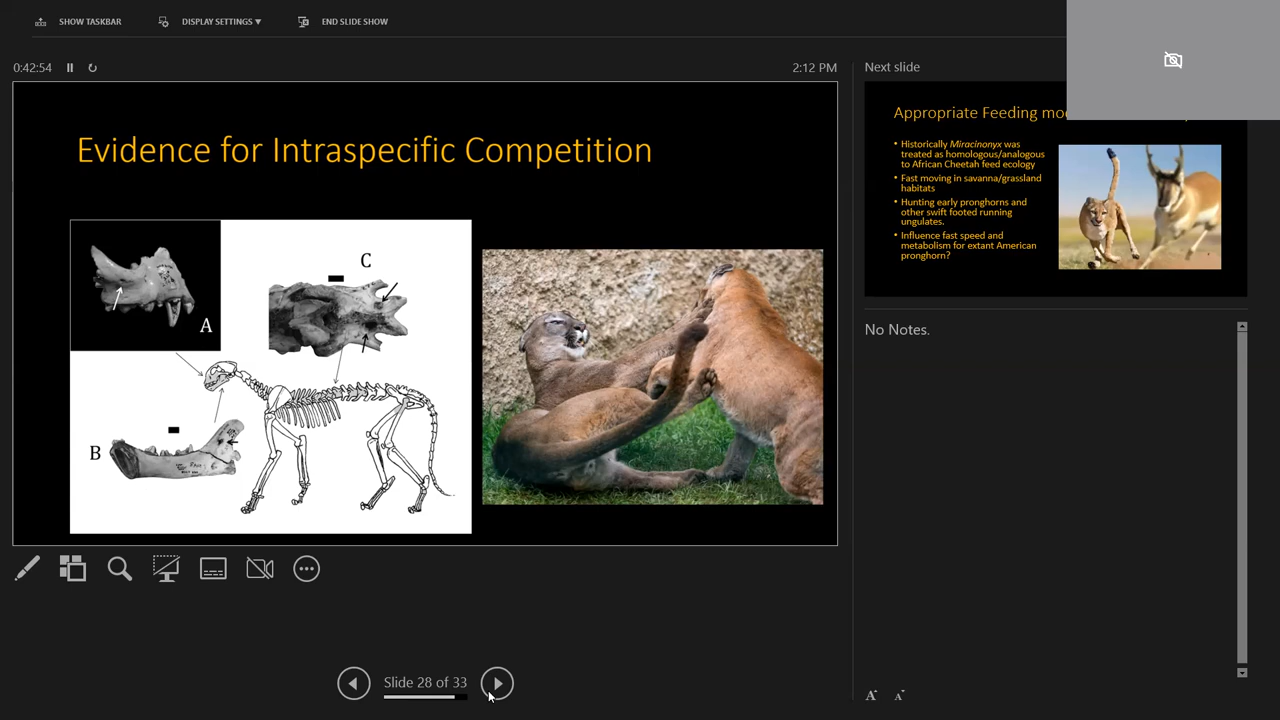 SHOW TASKBAR
DISPLAY SETTINGS ▼
END SLIDE SHOW
0:42:54
2:12 PM
Evidence for Intraspecific Competition
A
C
B
Slide 28 of 33
Next slide
Appropriate Feeding
• Historically Miracinonyx was
treated as homologous/analogous
to African Cheetah feed ecology
• Fast moving in savanna/grassland
habitats
• Hunting early pronghorns and
other swift footed running
ungulates.
• Influence fast speed and
metabolism for extant American
pronghorn?
No Notes.
A
A